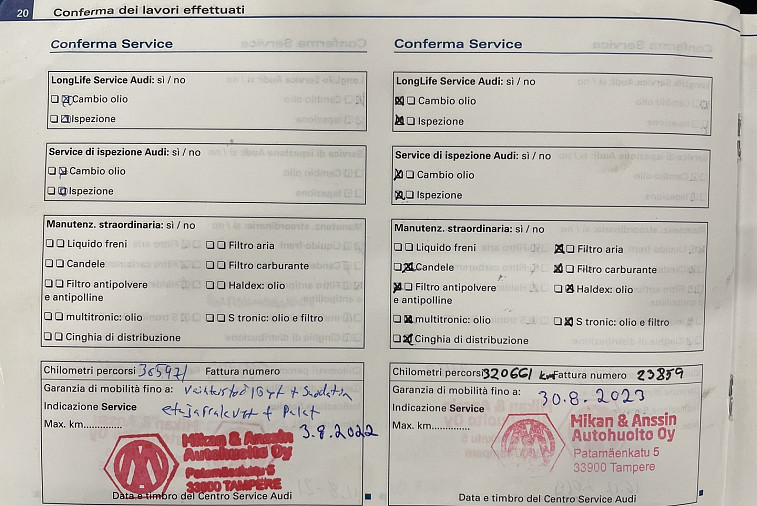 20 Conferma dei lavori effettuati
Conferma Service
LongLife Service Audi: sì / no
Cambio olio
Ispezione
Service di ispezione Audi: sì / no
Cambio olio
Ispezione
Manutenz. straordinaria: sì / no
Liquido freni Filtro aria
Candele Filtro carburante
Filtro antipolvere Haldex: olio
e antipolline
multitronic: olio S tronic: olio e filtro
Cinghia di distribuzione
Chilometri percorsi Fattura numero
Garanzia di mobilità fino a:
Indicazione Service
Max. km............. 3.8.2022
Mikan & Anssin
Autohuolto Oy
Patamäenkatu 5
33900 TAMPERE
Data e timbro del Centro Service Audi
Conferma Service
LongLife Service Audi: sì / no
Cambio olio
Ispezione
Service di ispezione Audi: sì / no
Cambio olio
Ispezione
Manutenz. straordinaria: sì / no
Liquido freni Filtro aria
Candele Filtro carburante
Filtro antipolvere Haldex: olio
e antipolline
multitronic: olio S tronic: olio e filtro
Cinghia di distribuzione
Chilometri percorsi 320661 km Fattura numero 23859
Garanzia di mobilità fino a: 30.8.2023
Indicazione Service
Max. km.............
Mikan & Anssin
Autohuolto Oy
Patamäenkatu 5
33900 Tampere
Data e timbro del Centro Service Audi